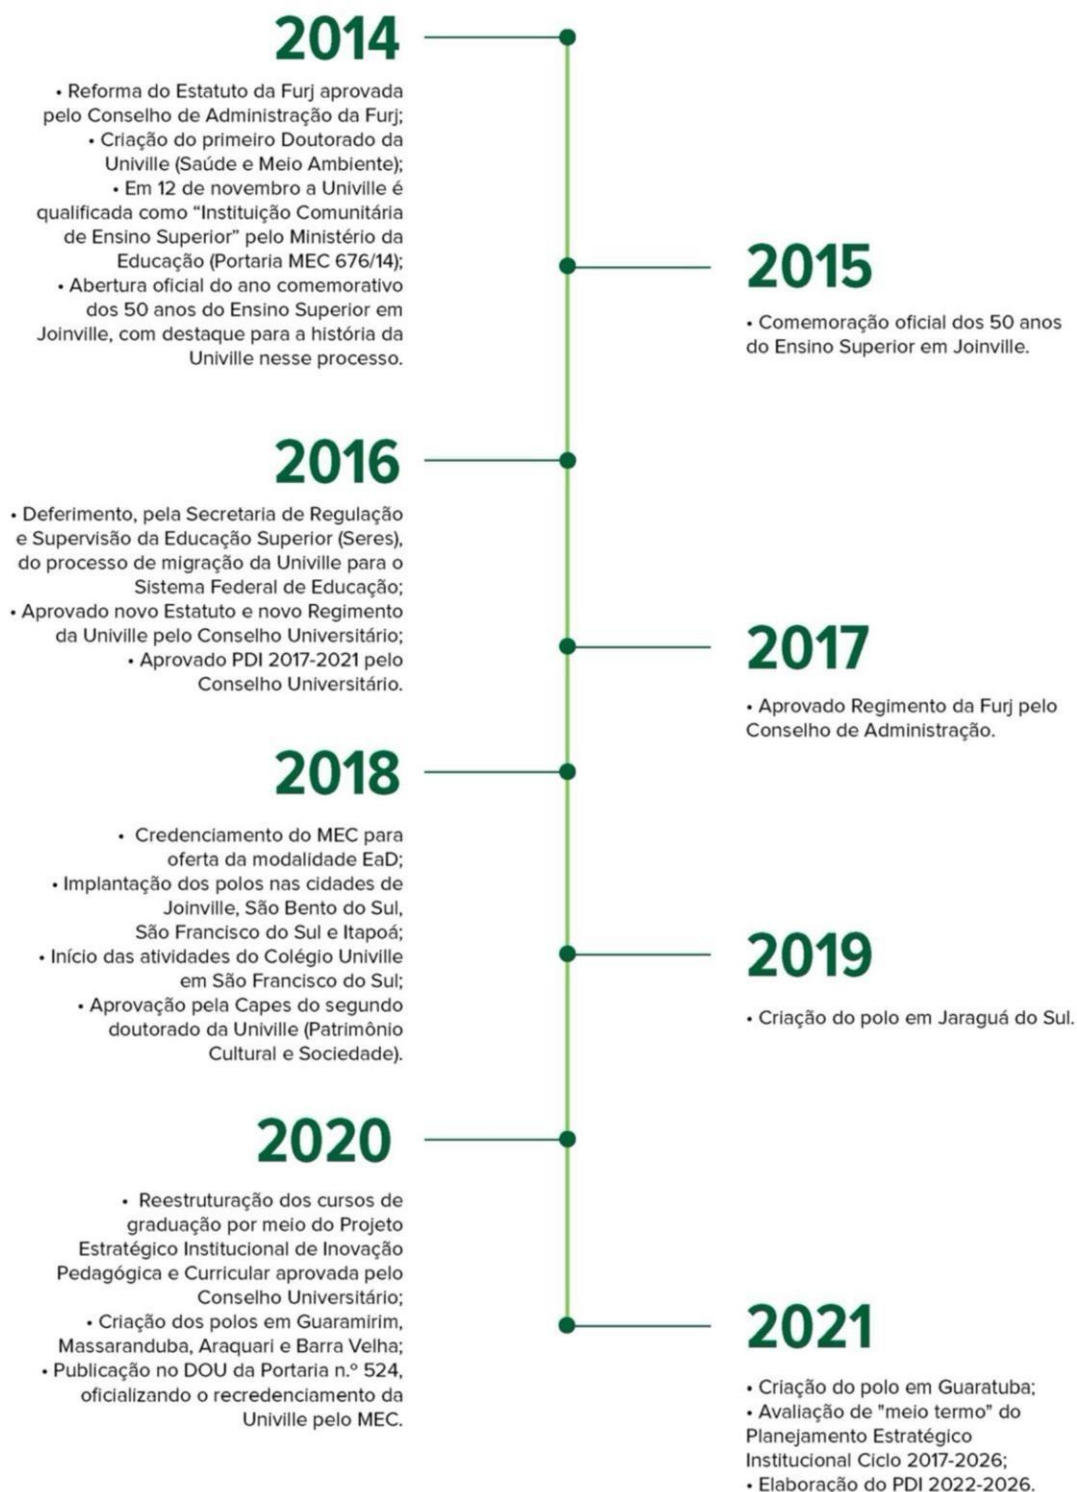 2014
• Reforma do Estatuto da Furj aprovada
pelo Conselho de Administração da Furj;
• Criação do primeiro Doutorado da
Univille (Saúde e Meio Ambiente);
• Em 12 de novembro a Univille é
qualificada como “Instituição Comunitária
de Ensino Superior” pelo Ministério da
Educação (Portaria MEC 676/14);
• Abertura oficial do ano comemorativo
dos 50 anos do Ensino Superior em
Joinville, com destaque para a história da
Univille nesse processo.
2015
• Comemoração oficial dos 50 anos
do Ensino Superior em Joinville.
2016
• Deferimento, pela Secretaria de Regulação
e Supervisão da Educação Superior (Seres),
do processo de migração da Univille para o
Sistema Federal de Educação;
• Aprovado novo Estatuto e novo Regimento
da Univille pelo Conselho Universitário;
• Aprovado PDI 2017-2021 pelo
Conselho Universitário.
2017
• Aprovado Regimento da Furj pelo
Conselho de Administração.
2018
• Credenciamento do MEC para
oferta da modalidade EaD;
• Implantação dos polos nas cidades de
Joinville, São Bento do Sul,
São Francisco do Sul e Itapoá;
• Início das atividades do Colégio Univille
em São Francisco do Sul;
• Aprovação pela Capes do segundo
doutorado da Univille (Patrimônio
Cultural e Sociedade).
2019
• Criação do polo em Jaraguá do Sul.
2020
• Reestruturação dos cursos de
graduação por meio do Projeto
Estratégico Institucional de Inovação
Pedagógica e Curricular aprovada pelo
Conselho Universitário;
• Criação dos polos em Guaramirim,
Massaranduba, Araquari e Barra Velha;
• Publicação no DOU da Portaria n.º 524,
oficializando o recredenciamento da
Univille pelo MEC.
2021
• Criação do polo em Guaratuba;
• Avaliação de "meio termo" do
Planejamento Estratégico
Institucional Ciclo 2017-2026;
• Elaboração do PDI 2022-2026.